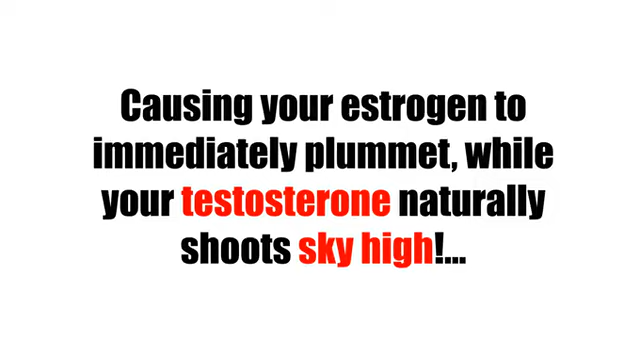 Causing your estrogen to
immediately plummet, while
your testosterone naturally
shoots sky high!...